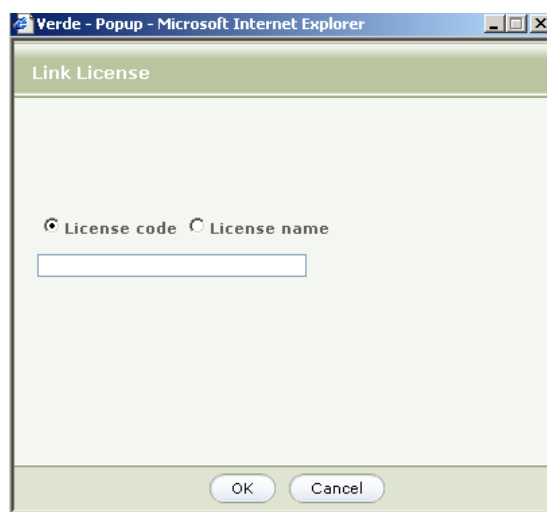 Verde - Popup - Microsoft Internet Explorer
Link License
License code License name
OK Cancel